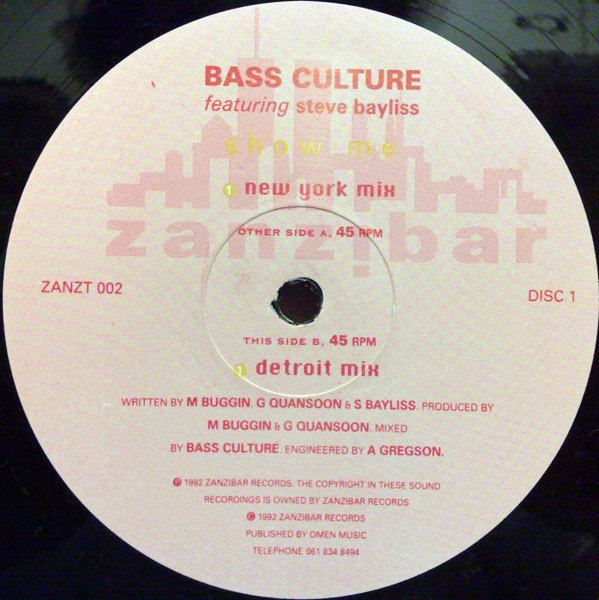 BASS CULTURE
featuring steve bayliss
show me
1 new york mix
zanzibar
OTHER SIDE A, 45 RPM
ZANZT 002
DISC 1
THIS SIDE B, 45 RPM
1 detroit mix
WRITTEN BY M BUGGIN, G QUANSOON & S BAYLISS. PRODUCED BY
M BUGGIN & G QUANSOON. MIXED
BY BASS CULTURE. ENGINEERED BY A GREGSON.
℗ 1992 ZANZIBAR RECORDS. THE COPYRIGHT IN THESE SOUND
RECORDINGS IS OWNED BY ZANZIBAR RECORDS
© 1992 ZANZIBAR RECORDS
PUBLISHED BY OMEN MUSIC
TELEPHONE 061 834 8494